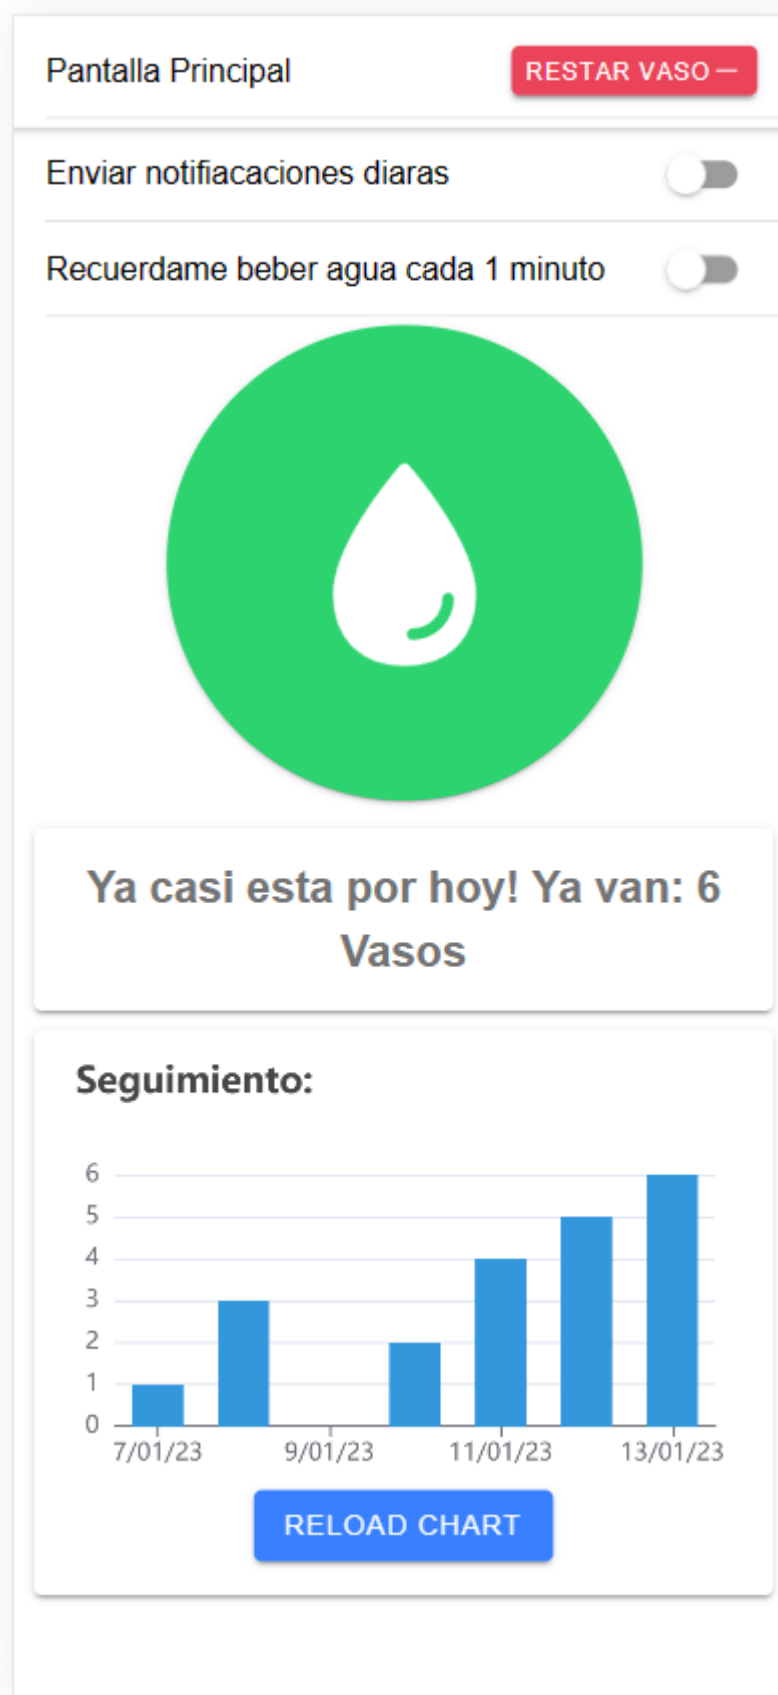 Pantalla Principal
RESTAR VASO —
Enviar notifiacaciones diaras
Recuerdame beber agua cada 1 minuto
Ya casi esta por hoy! Ya van: 6
Vasos
Seguimiento:
6
5
4
3
2
1
0
7/01/23 9/01/23 11/01/23 13/01/23
RELOAD CHART